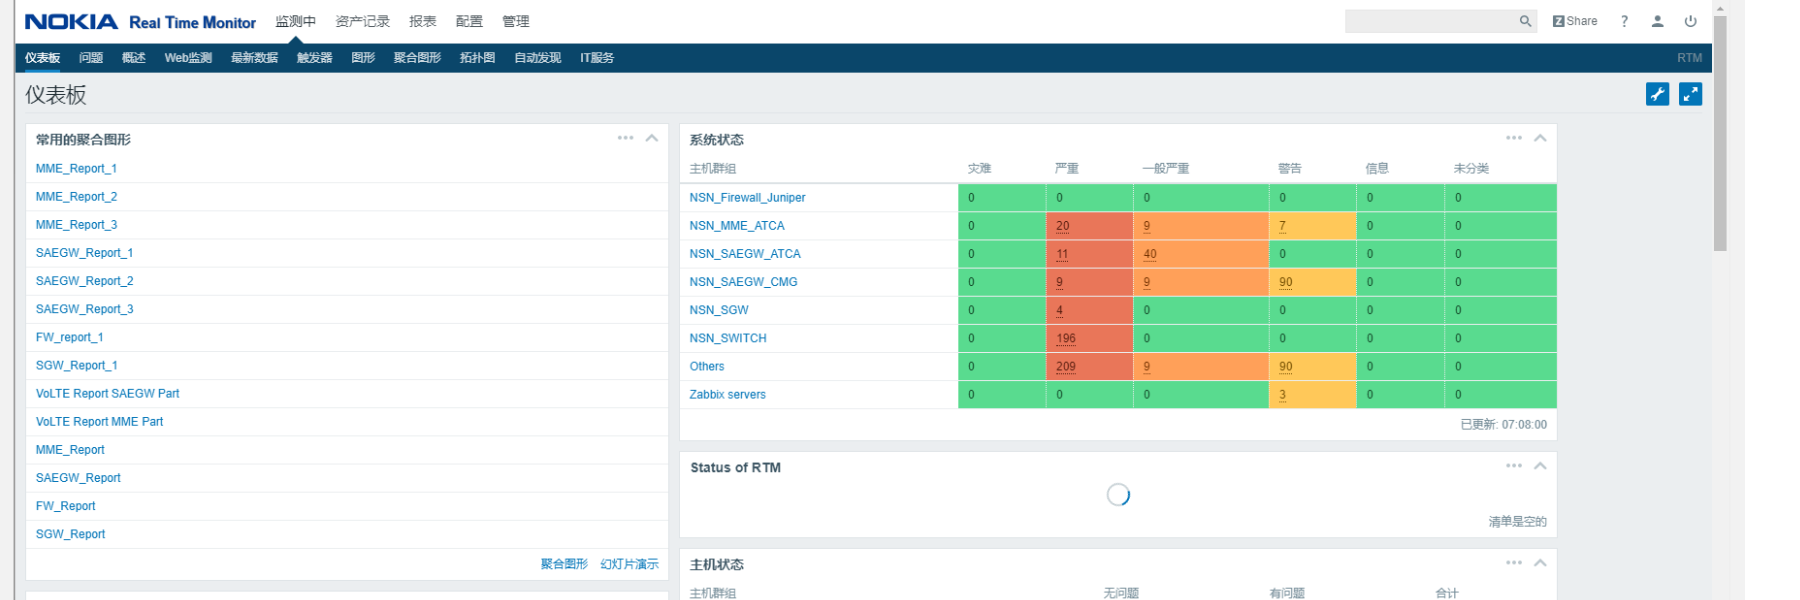 NOKIA Real Time Monitor 监测中 资产记录 报表 配置 管理 Z Share ?
仪表板 问题 概述 Web监测 最新数据 触发器 图形 聚合图形 拓扑图 自动发现 IT服务 RTM
仪表板
常用的聚合图形
MME_Report_1
MME_Report_2
MME_Report_3
SAEGW_Report_1
SAEGW_Report_2
SAEGW_Report_3
FW_report_1
SGW_Report_1
VoLTE Report SAEGW Part
VoLTE Report MME Part
MME_Report
SAEGW_Report
FW_Report
SGW_Report
聚合图形 幻灯片演示
系统状态
主机群组 灾难 严重 一般严重 警告 信息 未分类
NSN_Firewall_Juniper 0 0 0 0 0 0
NSN_MME_ATCA 0 20 9 7 0 0
NSN_SAEGW_ATCA 0 11 40 0 0 0
NSN_SAEGW_CMG 0 9 9 90 0 0
NSN_SGW 0 4 0 0 0 0
NSN_SWITCH 0 196 0 0 0 0
Others 0 209 9 90 0 0
Zabbix servers 0 0 0 3 0 0
已更新: 07:08:00
Status of RTM
清单是空的
主机状态
主机群组 无问题 有问题 合计